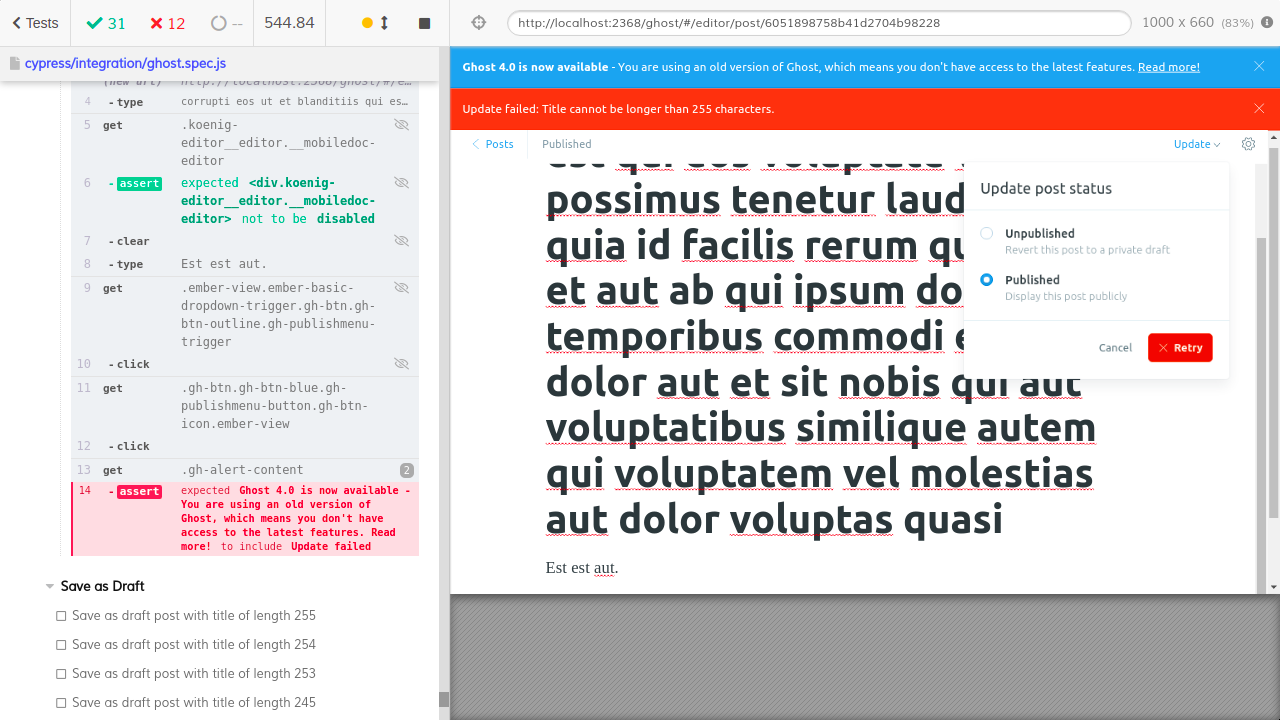 Tests
31
12
--
544.84
http://localhost:2368/ghost/#/editor/post/6051898758b41d2704b98228
1000 x 660 (83%)
cypress/integration/ghost.spec.js
(new url) http://localhost:2368/ghost/#/e…
4 - type corrupti eos ut et blanditiis qui es…
5 get .koenig-
editor__editor.__mobiledoc-
editor
6 - assert expected <div.koenig-
editor__editor.__mobiledoc-
editor> not to be disabled
7 - clear
8 - type Est est aut.
9 get .ember-view.ember-basic-
dropdown-trigger.gh-btn.gh-
btn-outline.gh-publishmenu-
trigger
10 - click
11 get .gh-btn.gh-btn-blue.gh-
publishmenu-button.gh-btn-
icon.ember-view
12 - click
13 get .gh-alert-content 2
14 - assert expected Ghost 4.0 is now available -
You are using an old version of
Ghost, which means you don't have
access to the latest features. Read
more! to include Update failed
Save as Draft
Save as draft post with title of length 255
Save as draft post with title of length 254
Save as draft post with title of length 253
Save as draft post with title of length 245
Ghost 4.0 is now available - You are using an old version of Ghost, which means you don't have access to the latest features. Read more!
Update failed: Title cannot be longer than 255 characters.
Posts
Published
Update
est qui eos voluptate
possimus tenetur laud
quia id facilis rerum qu
et aut ab qui ipsum do
temporibus commodi e
dolor aut et sit nobis qui aut
voluptatibus similique autem
qui voluptatem vel molestias
aut dolor voluptas quasi
Est est aut.
Update post status
Unpublished
Revert this post to a private draft
Published
Display this post publicly
Cancel
Retry